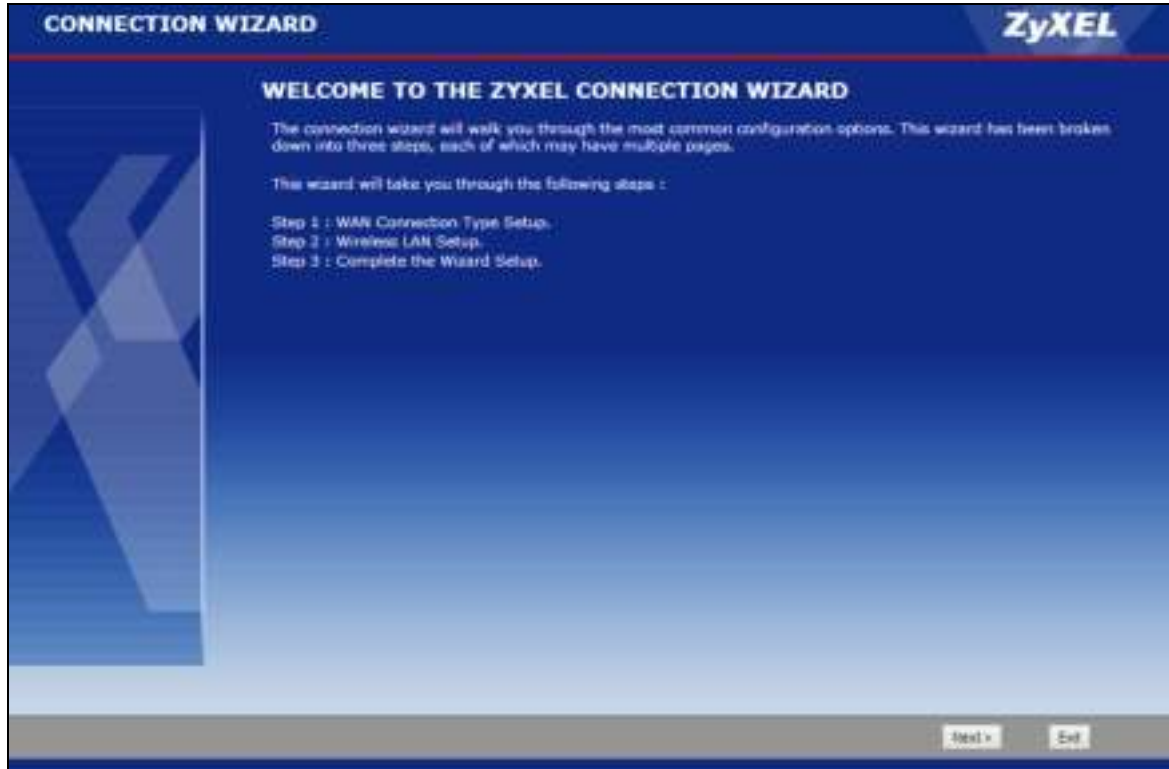 CONNECTION WIZARD
ZyXEL
WELCOME TO THE ZYXEL CONNECTION WIZARD
The connection wizard will walk you through the most common configuration options. This wizard has been broken
down into three steps, each of which may have multiple pages.
This wizard will take you through the following steps :
Step 1 : WAN Connection Type Setup.
Step 2 : Wireless LAN Setup.
Step 3 : Complete the Wizard Setup.
Next >
Exit